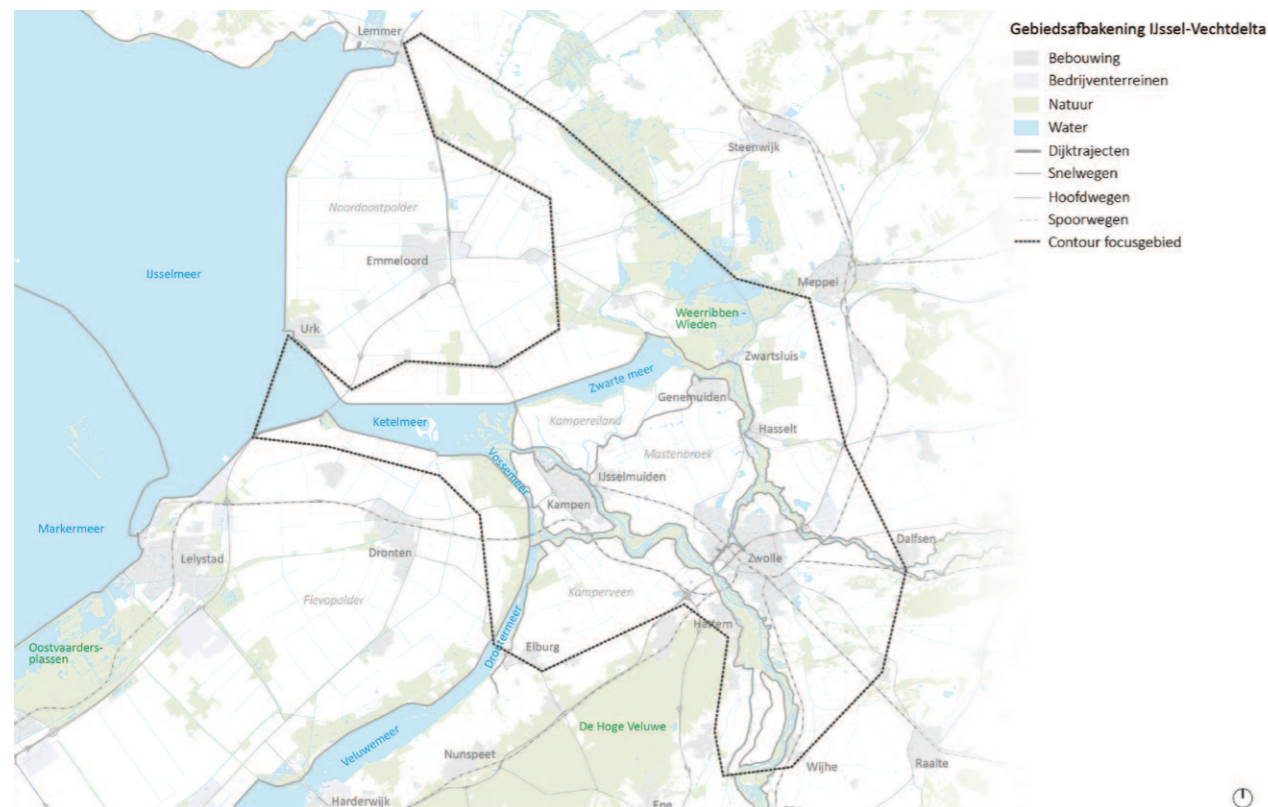 Gebiedsafbakening IJssel-Vechtdelta
Bebouwing
Bedrijventerreinen
Natuur
Water
Dijktrajecten
Snelwegen
Hoofdwegen
Spoorwegen
Contour focusgebied
Lemmer
Steenwijk
Noordoostpolder
Emmeloord
IJsselmeer
Meppel
Weerribben -
Wieden
Urk
Zwartsluis
Zwarte meer
Genemuiden
Ketelmeer
Kampereiland
Hasselt
Mastenbroek
Vossemeer
IJsselmuiden
Kampen
Markermeer
Dalfsen
Lelystad
Dronten
Zwolle
Flevopolder
Kamperveen
Hattem
Oostvaarders-
plassen
Elburg
Drontermeer
De Hoge Veluwe
Veluwemeer
Nunspeet
Wijhe
Raalte
Harderwijk